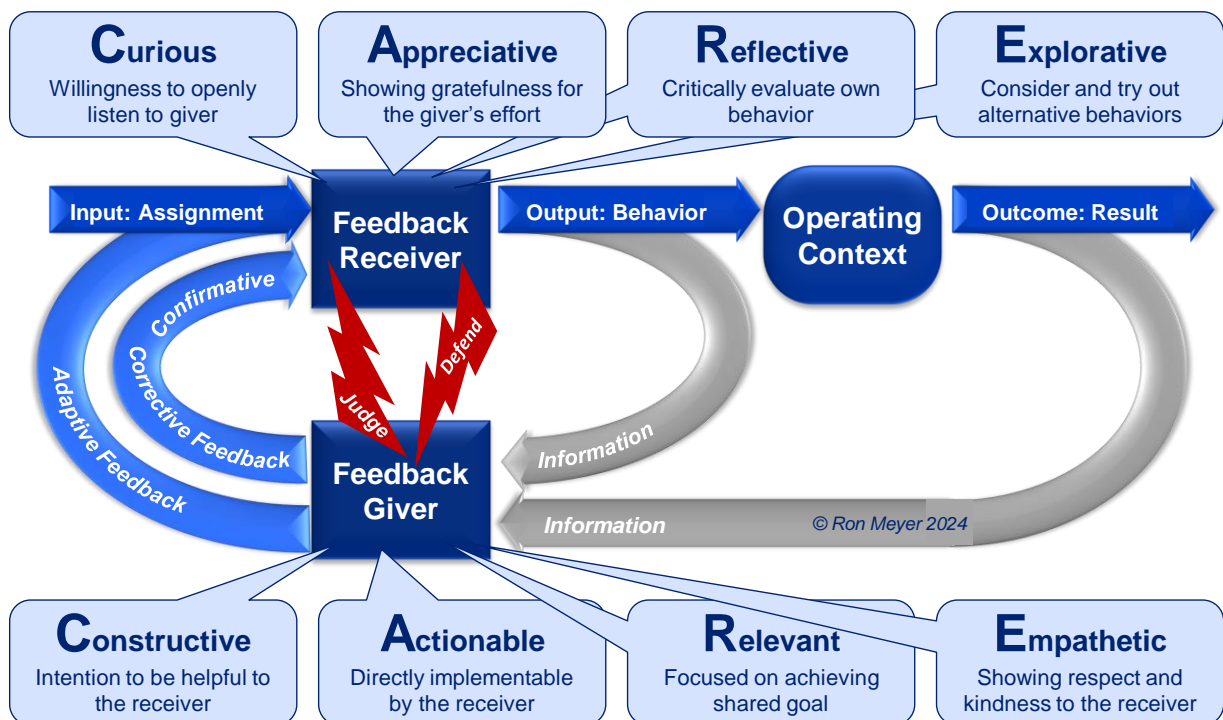 Curious
Willingness to openly
listen to giver
Appreciative
Showing gratefulness for
the giver's effort
Reflective
Critically evaluate own
behavior
Explorative
Consider and try out
alternative behaviors
Input: Assignment
Feedback
Receiver
Output: Behavior
Operating
Context
Outcome: Result
Confirmative
Corrective Feedback
Adaptive Feedback
Judge
Defend
Information
Feedback
Giver
Information
© Ron Meyer 2024
Constructive
Intention to be helpful to
the receiver
Actionable
Directly implementable
by the receiver
Relevant
Focused on achieving
shared goal
Empathetic
Showing respect and
kindness to the receiver